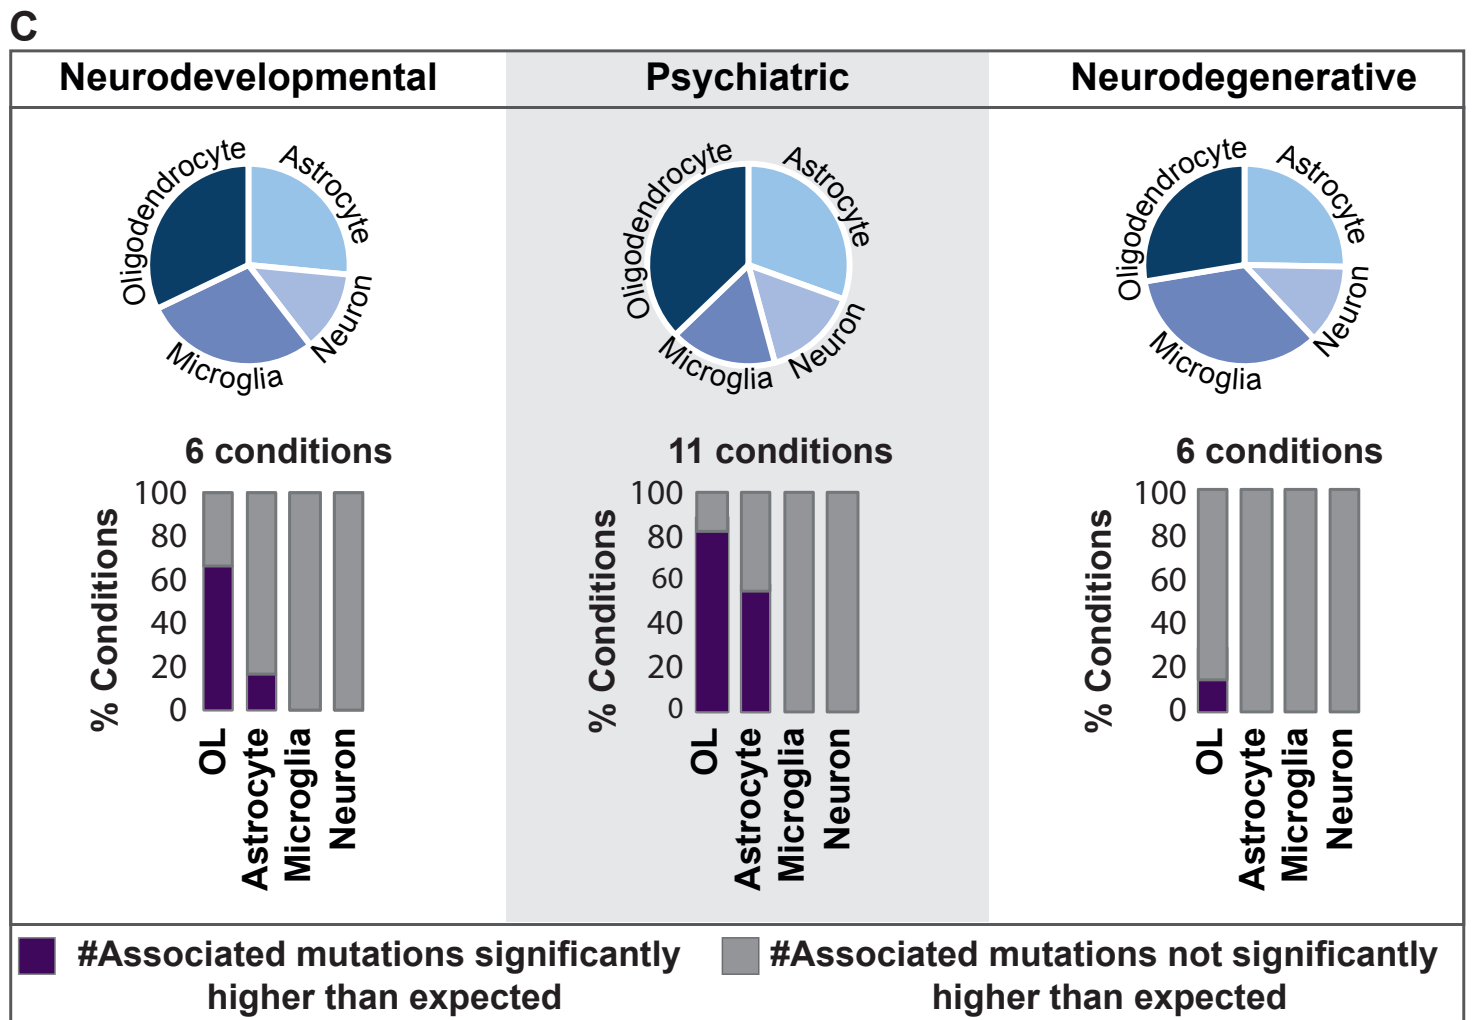 C
Neurodevelopmental
Psychiatric
Neurodegenerative
Oligodendrocyte
Astrocyte
Neuron
Microglia
Oligodendrocyte
Astrocyte
Neuron
Microglia
Oligodendrocyte
Astrocyte
Neuron
Microglia
6 conditions
% Conditions
100
80
60
40
20
0
OL
Astrocyte
Microglia
Neuron
11 conditions
% Conditions
100
80
60
40
20
0
OL
Astrocyte
Microglia
Neuron
6 conditions
% Conditions
100
80
60
40
20
0
OL
Astrocyte
Microglia
Neuron
#Associated mutations significantly
higher than expected
#Associated mutations not significantly
higher than expected